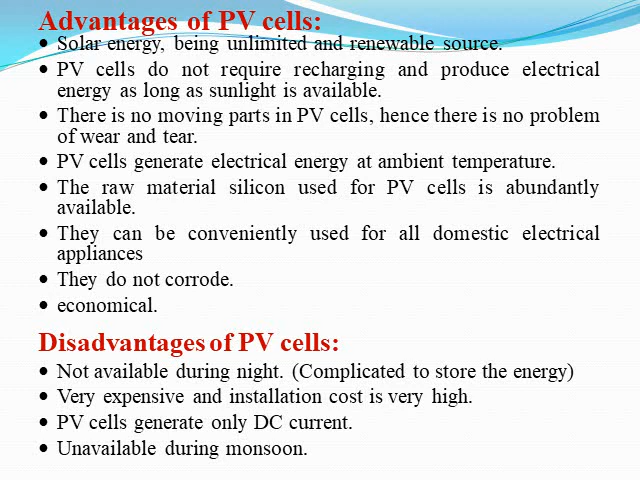 Advantages of PV cells:
• Solar energy, being unlimited and renewable source.
• PV cells do not require recharging and produce electrical
energy as long as sunlight is available.
• There is no moving parts in PV cells, hence there is no problem
of wear and tear.
• PV cells generate electrical energy at ambient temperature.
• The raw material silicon used for PV cells is abundantly
available.
• They can be conveniently used for all domestic electrical
appliances
• They do not corrode.
• economical.
Disadvantages of PV cells:
• Not available during night. (Complicated to store the energy)
• Very expensive and installation cost is very high.
• PV cells generate only DC current.
• Unavailable during monsoon.